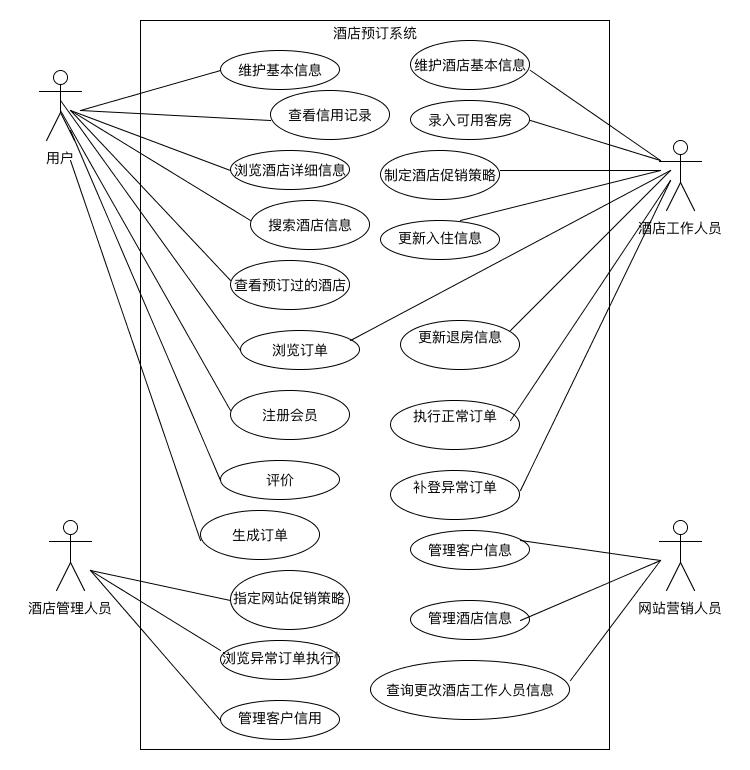 酒店预订系统
维护基本信息
维护酒店基本信息
查看信用记录
录入可用客房
用户
浏览酒店详细信息
制定酒店促销策略
搜索酒店信息
更新入住信息
酒店工作人员
查看预订过的酒店
浏览订单
更新退房信息
注册会员
执行正常订单
评价
补登异常订单
生成订单
管理客户信息
酒店管理人员
指定网站促销策略
管理酒店信息
网站营销人员
浏览异常订单执行
查询更改酒店工作人员信息
管理客户信用